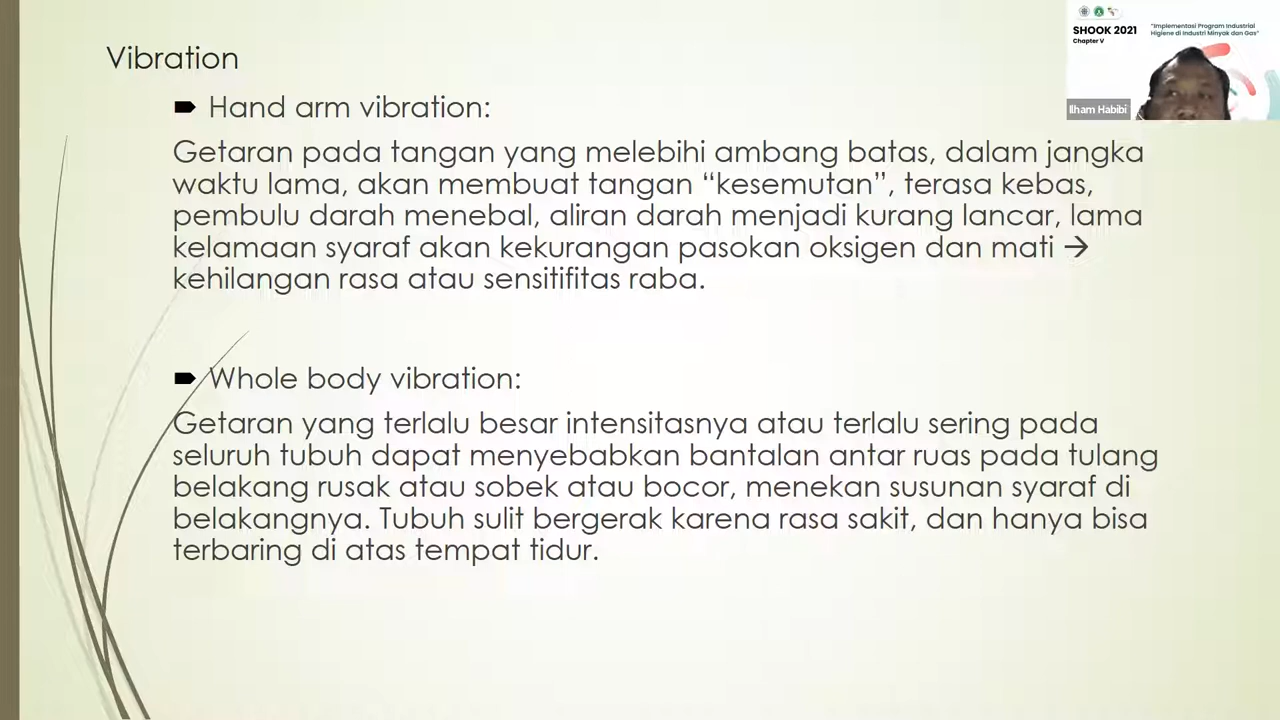 Vibration
Hand arm vibration:
Getaran pada tangan yang melebihi ambang batas, dalam jangka
waktu lama, akan membuat tangan “kesemutan”, terasa kebas,
pembulu darah menebal, aliran darah menjadi kurang lancar, lama
kelamaan syaraf akan kekurangan pasokan oksigen dan mati →
kehilangan rasa atau sensitifitas raba.
Whole body vibration:
Getaran yang terlalu besar intensitasnya atau terlalu sering pada
seluruh tubuh dapat menyebabkan bantalan antar ruas pada tulang
belakang rusak atau sobek atau bocor, menekan susunan syaraf di
belakangnya. Tubuh sulit bergerak karena rasa sakit, dan hanya bisa
terbaring di atas tempat tidur.
SHOOK 2021
Chapter V
"Implementasi Program Industrial
Higiene di Industri Minyak dan Gas"
Ilham Habibi